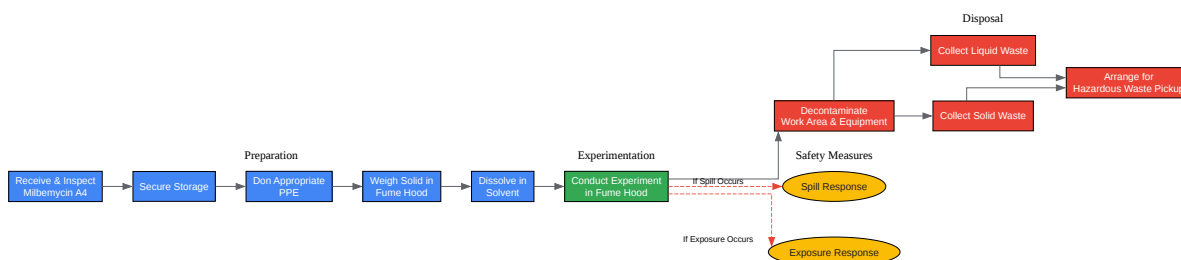 Disposal
Collect Liquid Waste
Arrange for
Hazardous Waste Pickup
Decontaminate
Work Area & Equipment
Collect Solid Waste
Preparation
Experimentation
Safety Measures
Receive & Inspect
Milbemycin A4
Secure Storage
Don Appropriate
PPE
Weigh Solid in
Fume Hood
Dissolve in
Solvent
Conduct Experiment
in Fume Hood
If Spill Occurs
Spill Response
If Exposure Occurs
Exposure Response